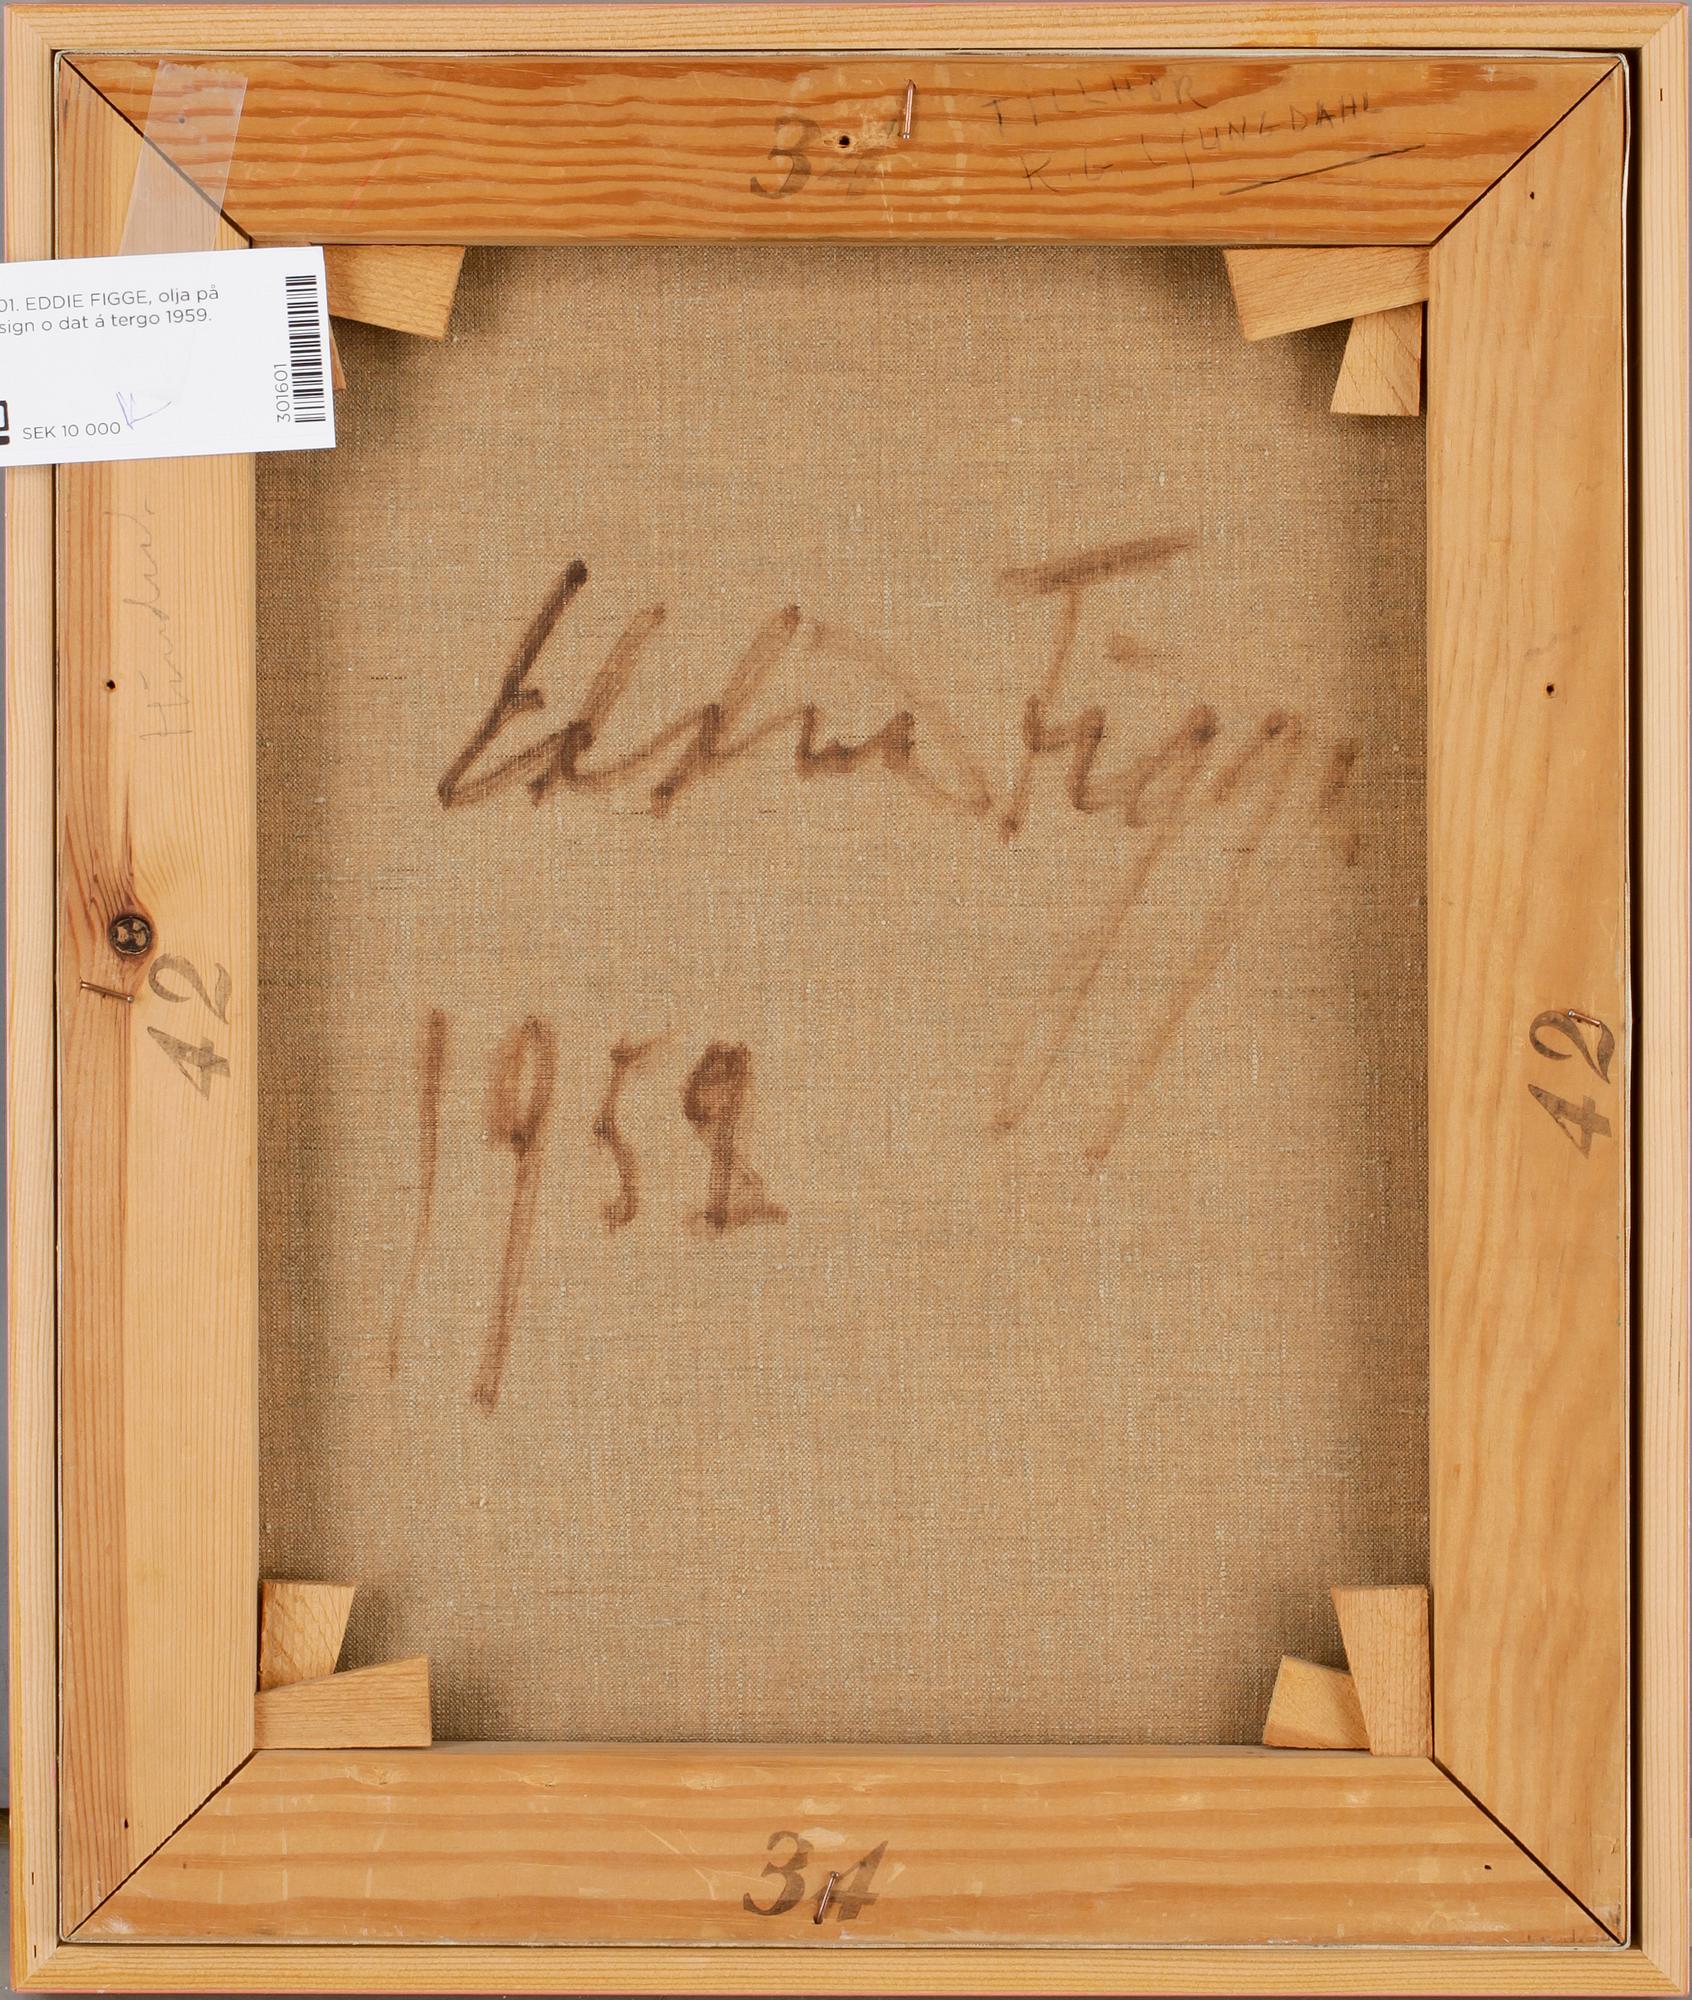 34
TILLHÖR
K.G. LJUNGDAHL
01. EDDIE FIGGE, olja på
sign o dat á tergo 1959.
SEK 10 000
301601
Eddie Figge
1959
42
42
34